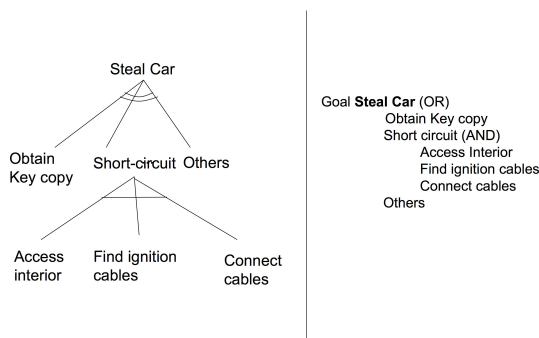 Steal Car
Obtain
Key copy
Short-circuit
Others
Access
interior
Find ignition
cables
Connect
cables
Goal Steal Car (OR)
Obtain Key copy
Short circuit (AND)
Access Interior
Find ignition cables
Connect cables
Others